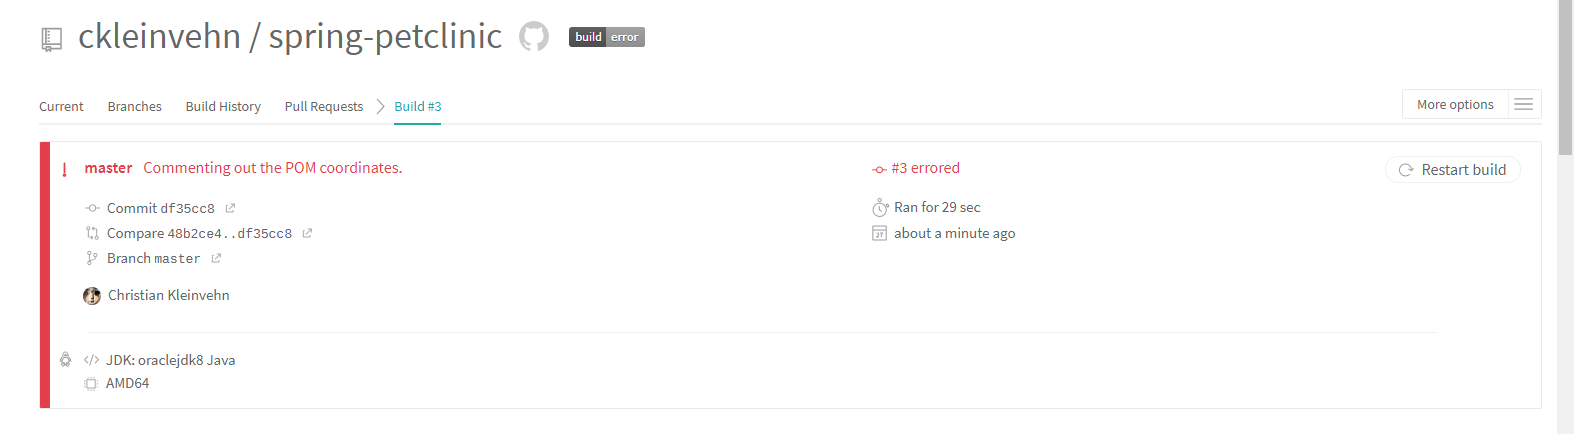 ckleinvehn / spring-petclinic build error
Current Branches Build History Pull Requests Build #3 More options
master Commenting out the POM coordinates. #3 errored Restart build
Commit df35cc8 Ran for 29 sec
Compare 48b2ce4..df35cc8 about a minute ago
Branch master
Christian Kleinvehn
JDK: oraclejdk8 Java
AMD64